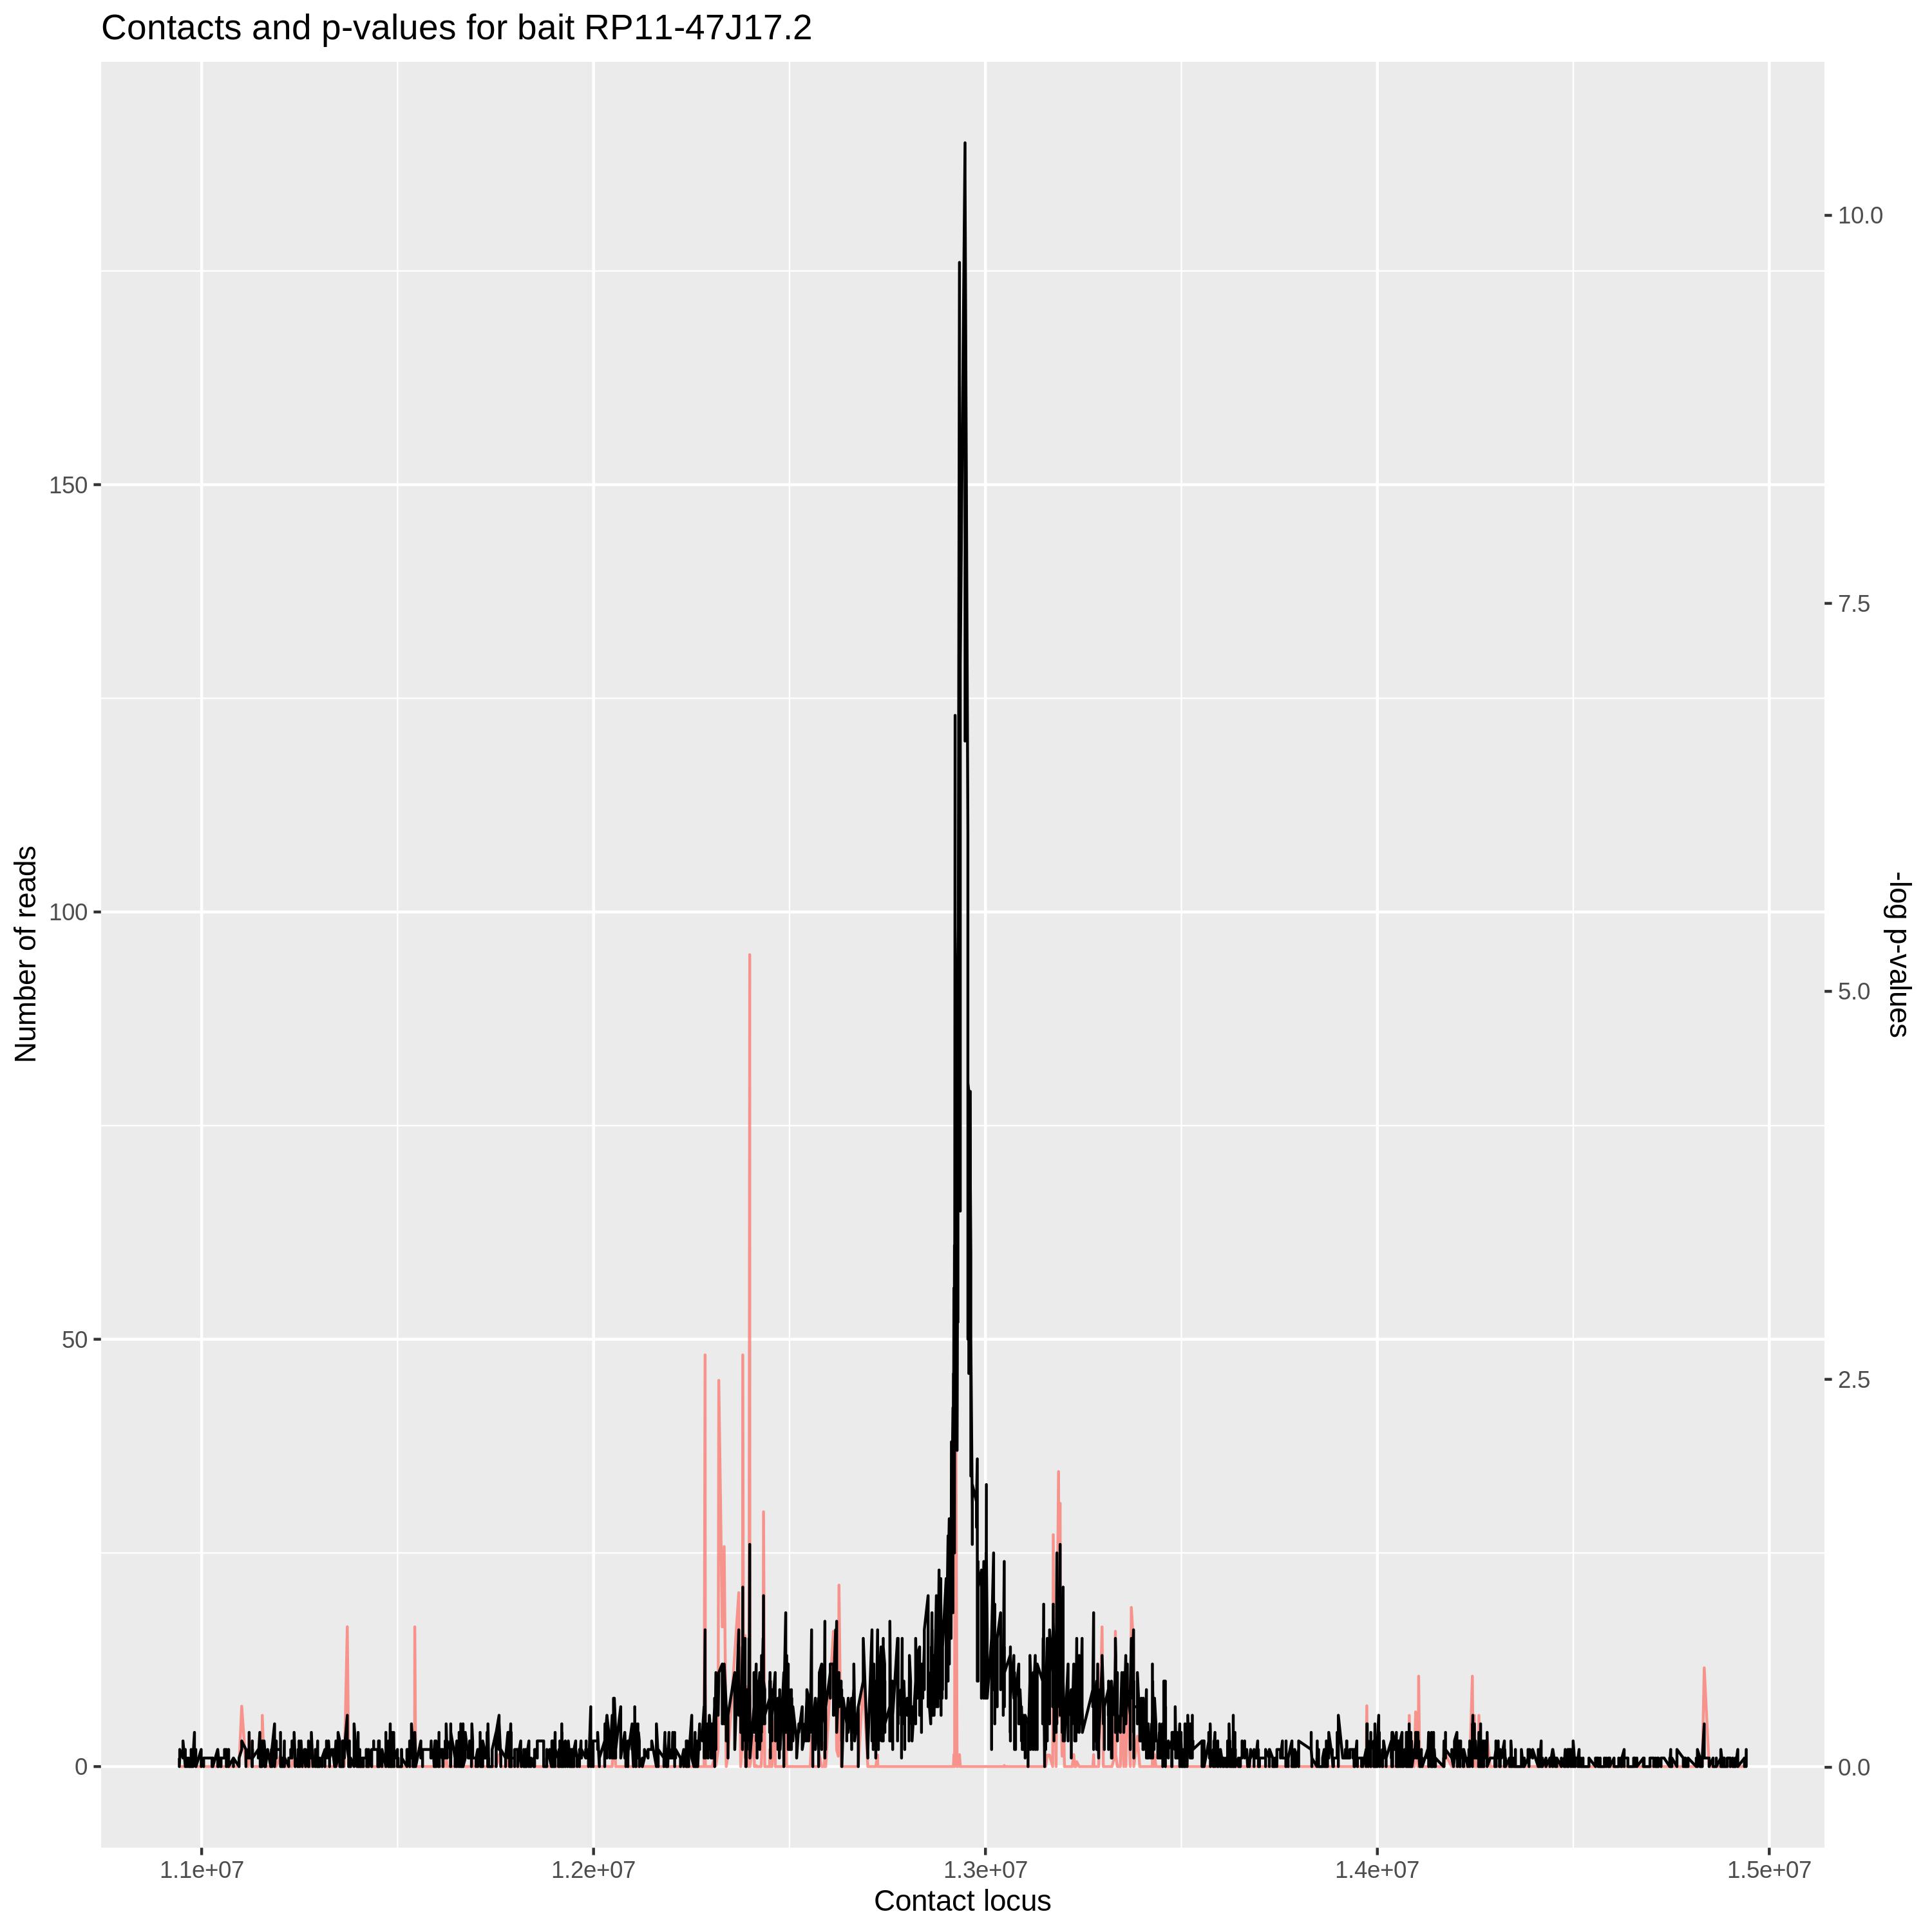 Contacts and p-values for bait RP11-47J17.2
10.0
150
7.5
Number of reads
100
-log p-values
5.0
50
2.5
0
0.0
1.1e+07
1.2e+07
1.3e+07
1.4e+07
1.5e+07
Contact locus